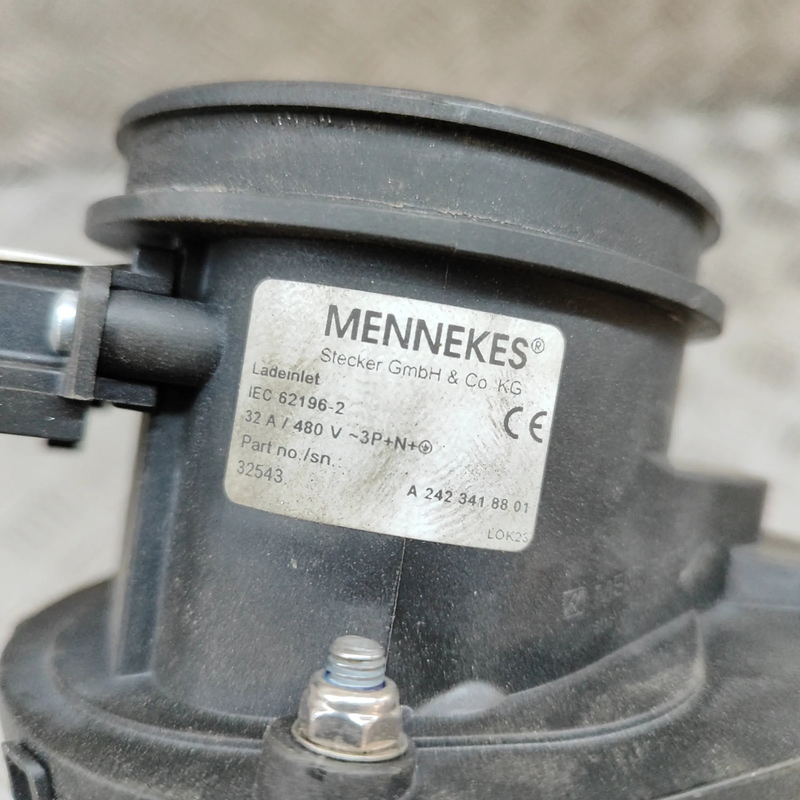 MENNEKES®
Stecker GmbH & Co. KG
Ladeinlet
IEC 62196-2
32 A / 480 V ~3P+N+⏚
Part no./sn.
32543
CE
A 242 341 88 01